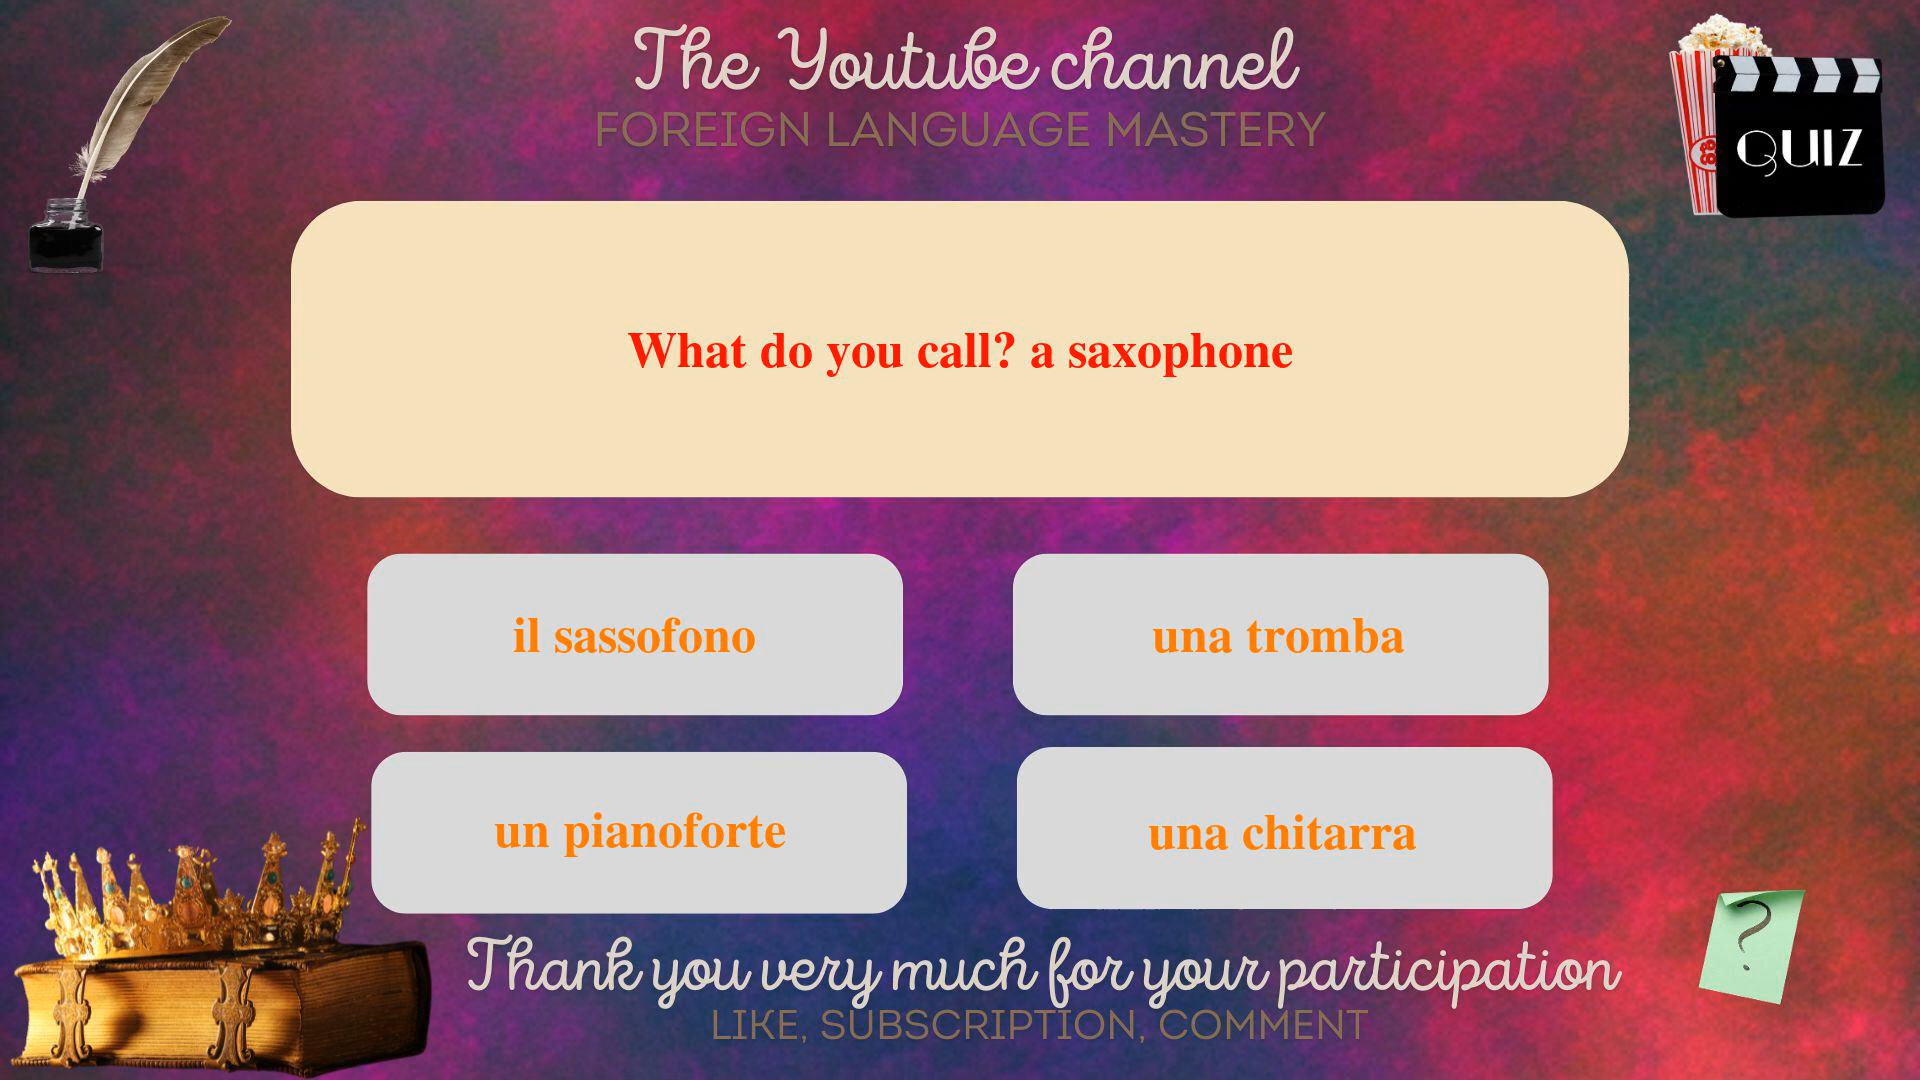 The Youtube channel
FOREIGN LANGUAGE MASTERY
QUIZ
What do you call? a saxophone
il sassofono
una tromba
un pianoforte
una chitarra
?
Thank you very much for your participation
LIKE, SUBSCRIPTION, COMMENT